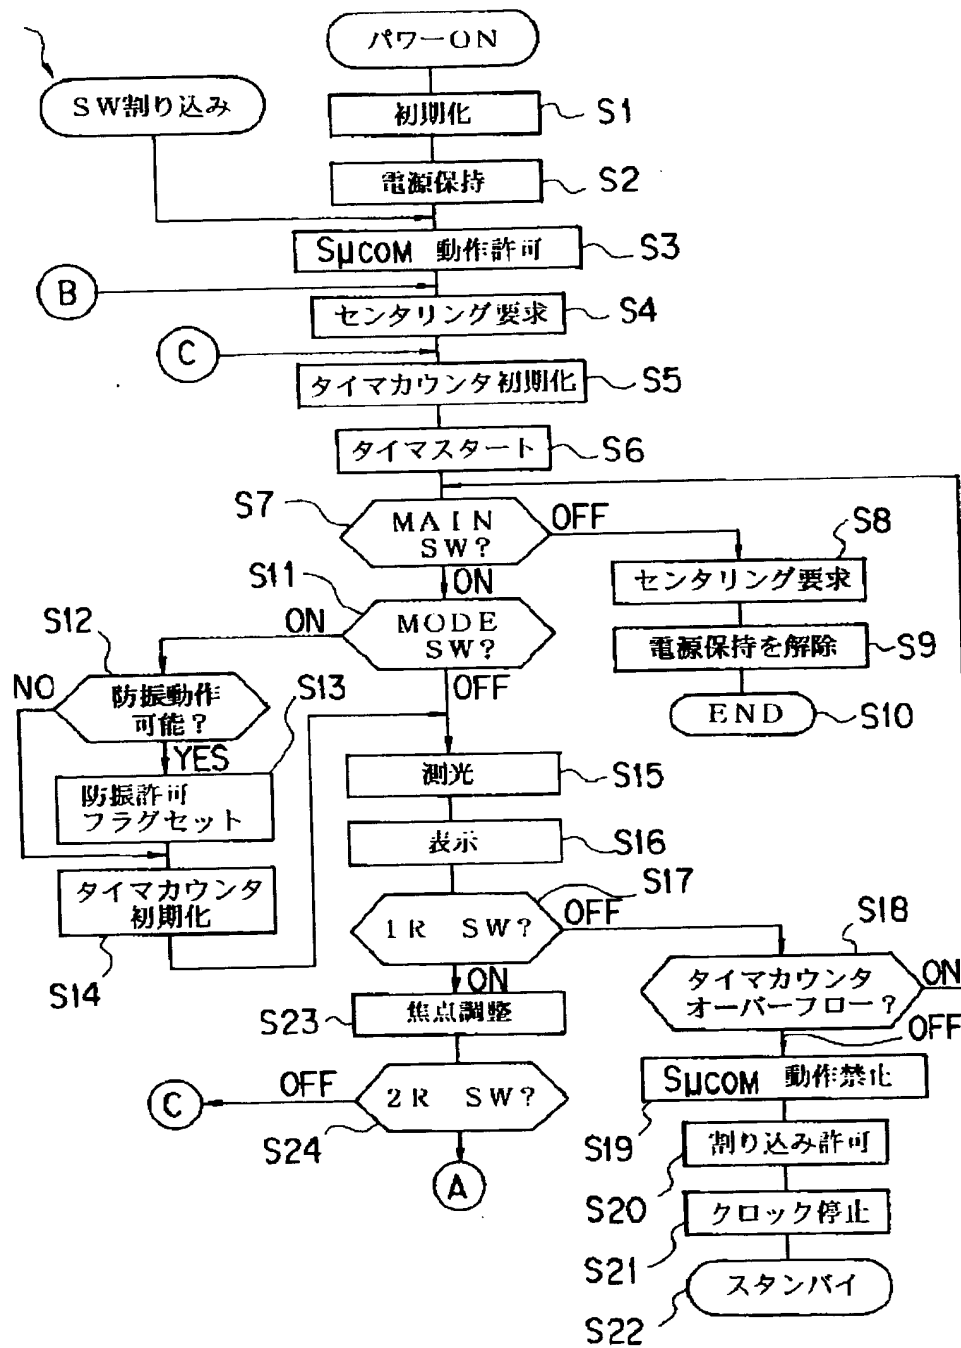 パワーON
SW割り込み
初期化
S1
電源保持
S2
SμCOM 動作許可
S3
B
センタリング要求
S4
C
タイマカウンタ初期化
S5
タイマスタート
S6
S7
MAIN
SW?
OFF
S8
センタリング要求
ON
S11
MODE
SW?
ON
電源保持を解除
S9
S12
防振動作
可能?
NO
S13
OFF
END
S10
YES
防振許可
フラグセット
測光
S15
表示
S16
タイマカウンタ
初期化
S14
S17
1R SW?
OFF
S18
タイマカウンタ
オーバーフロー?
ON
ON
S23
焦点調整
OFF
SμCOM 動作禁止
S19
C
OFF
2R SW?
S24
割り込み許可
S20
A
クロック停止
S21
スタンバイ
S22